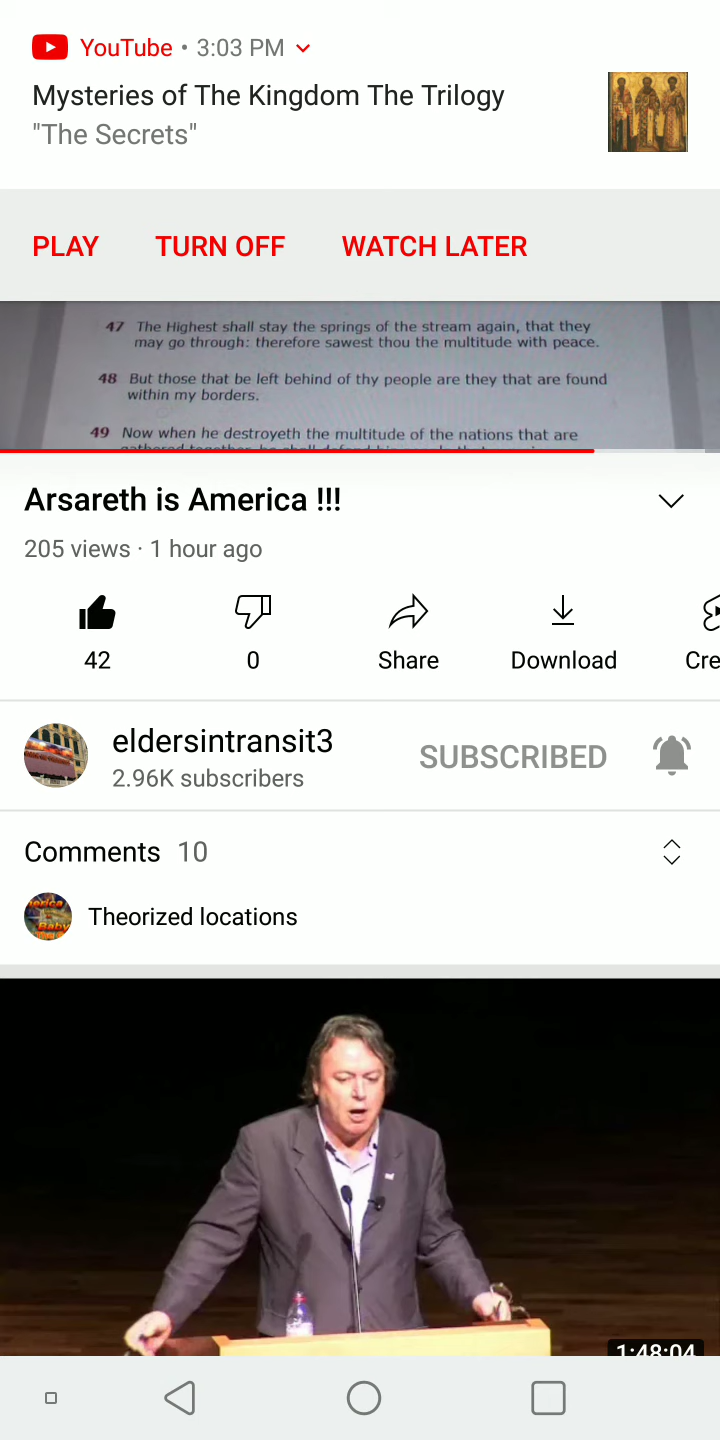 YouTube • 3:03 PM
Mysteries of The Kingdom The Trilogy
"The Secrets"
PLAY TURN OFF WATCH LATER
47 The Highest shall stay the springs of the stream again, that they
may go through: therefore sawest thou the multitude with peace.
48 But those that be left behind of thy people are they that are found
within my borders.
49 Now when he destroyeth the multitude of the nations that are
Arsareth is America !!!
205 views · 1 hour ago
42 0 Share Download Cre
eldersintransit3
2.96K subscribers
SUBSCRIBED
Comments 10
Theorized locations
1:48:04